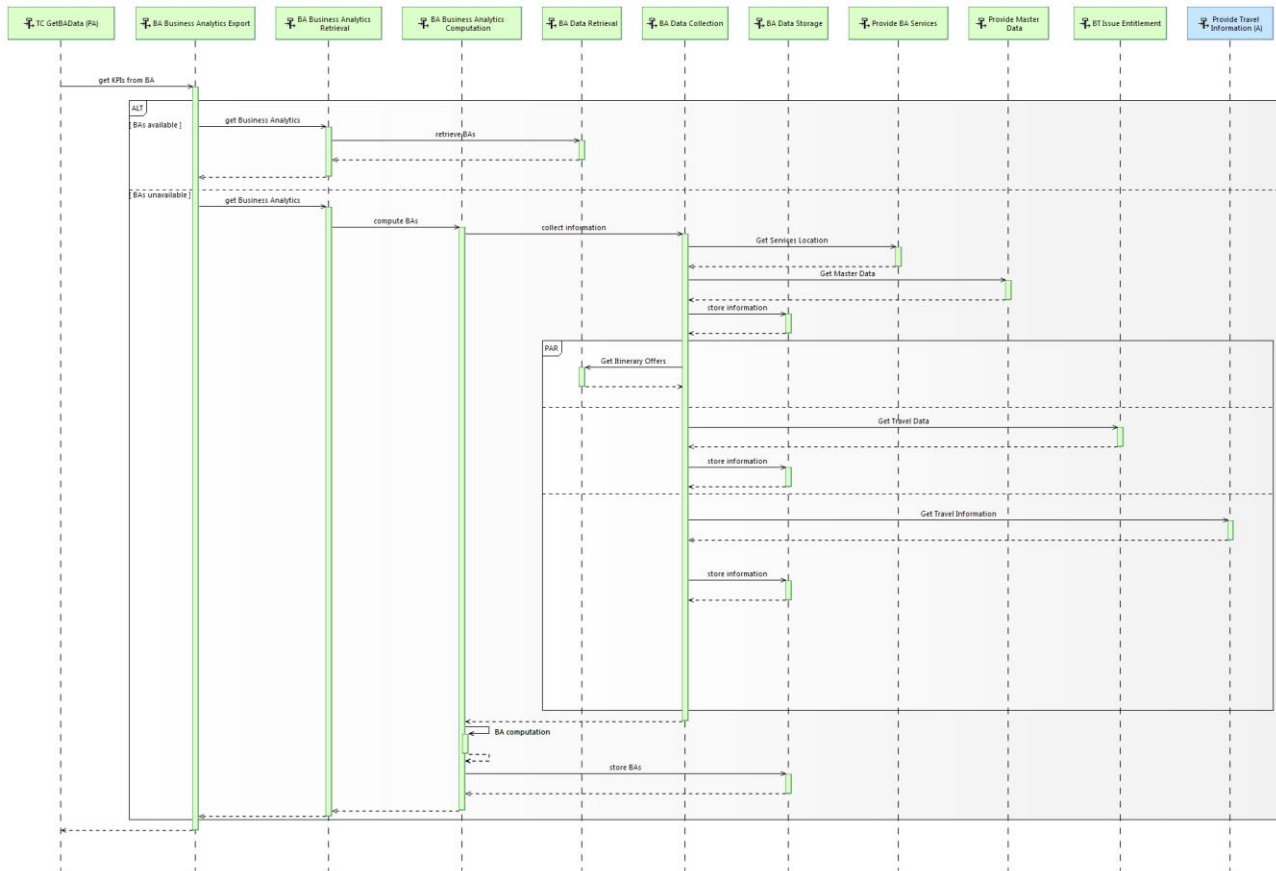 TC GetBAData (PA)
BA Business Analytics Export
BA Business Analytics
Retrieval
BA Business Analytics
Computation
BA Data Retrieval
BA Data Collection
BA Data Storage
Provide BA Services
Provide Master
Data
BT Issue Entitlement
Provide Travel
Information (A)
get KPIs from BA
ALT
[ BAs available ]
get Business Analytics
retrieve BAs
[ BAs unavailable ]
get Business Analytics
compute BAs
collect information
Get Services Location
Get Master Data
store information
PAR
Get Itinerary Offers
Get Travel Data
store information
Get Travel Information
store information
BA computation
store BAs